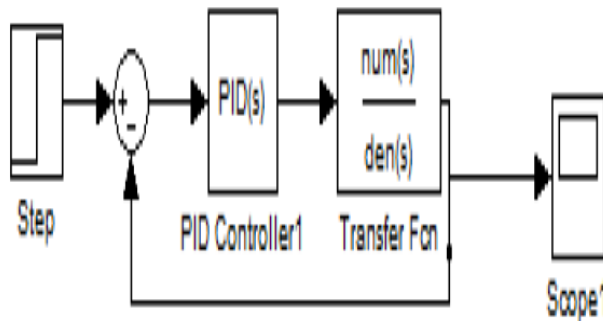 +
-
PID(s)
num(s)
den(s)
Step
PID Controller1
Transfer Fcn
Scope1